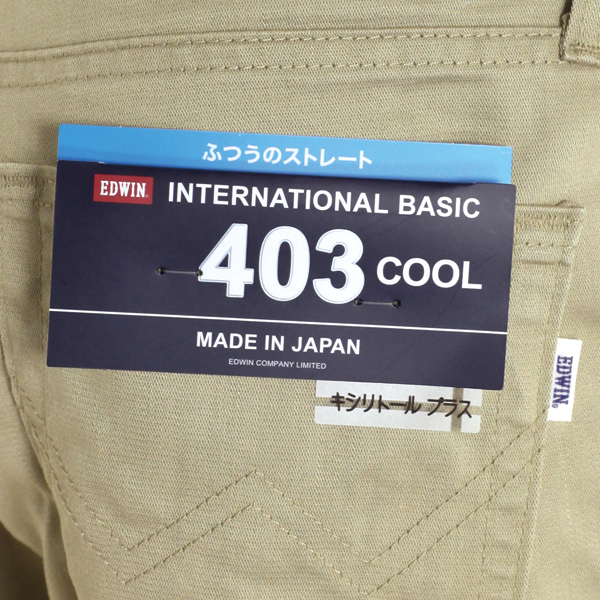 ふつうのストレート
EDWIN® INTERNATIONAL BASIC
403 COOL
MADE IN JAPAN
EDWIN COMPANY LIMITED
EDWIN®
キシリトール プラス